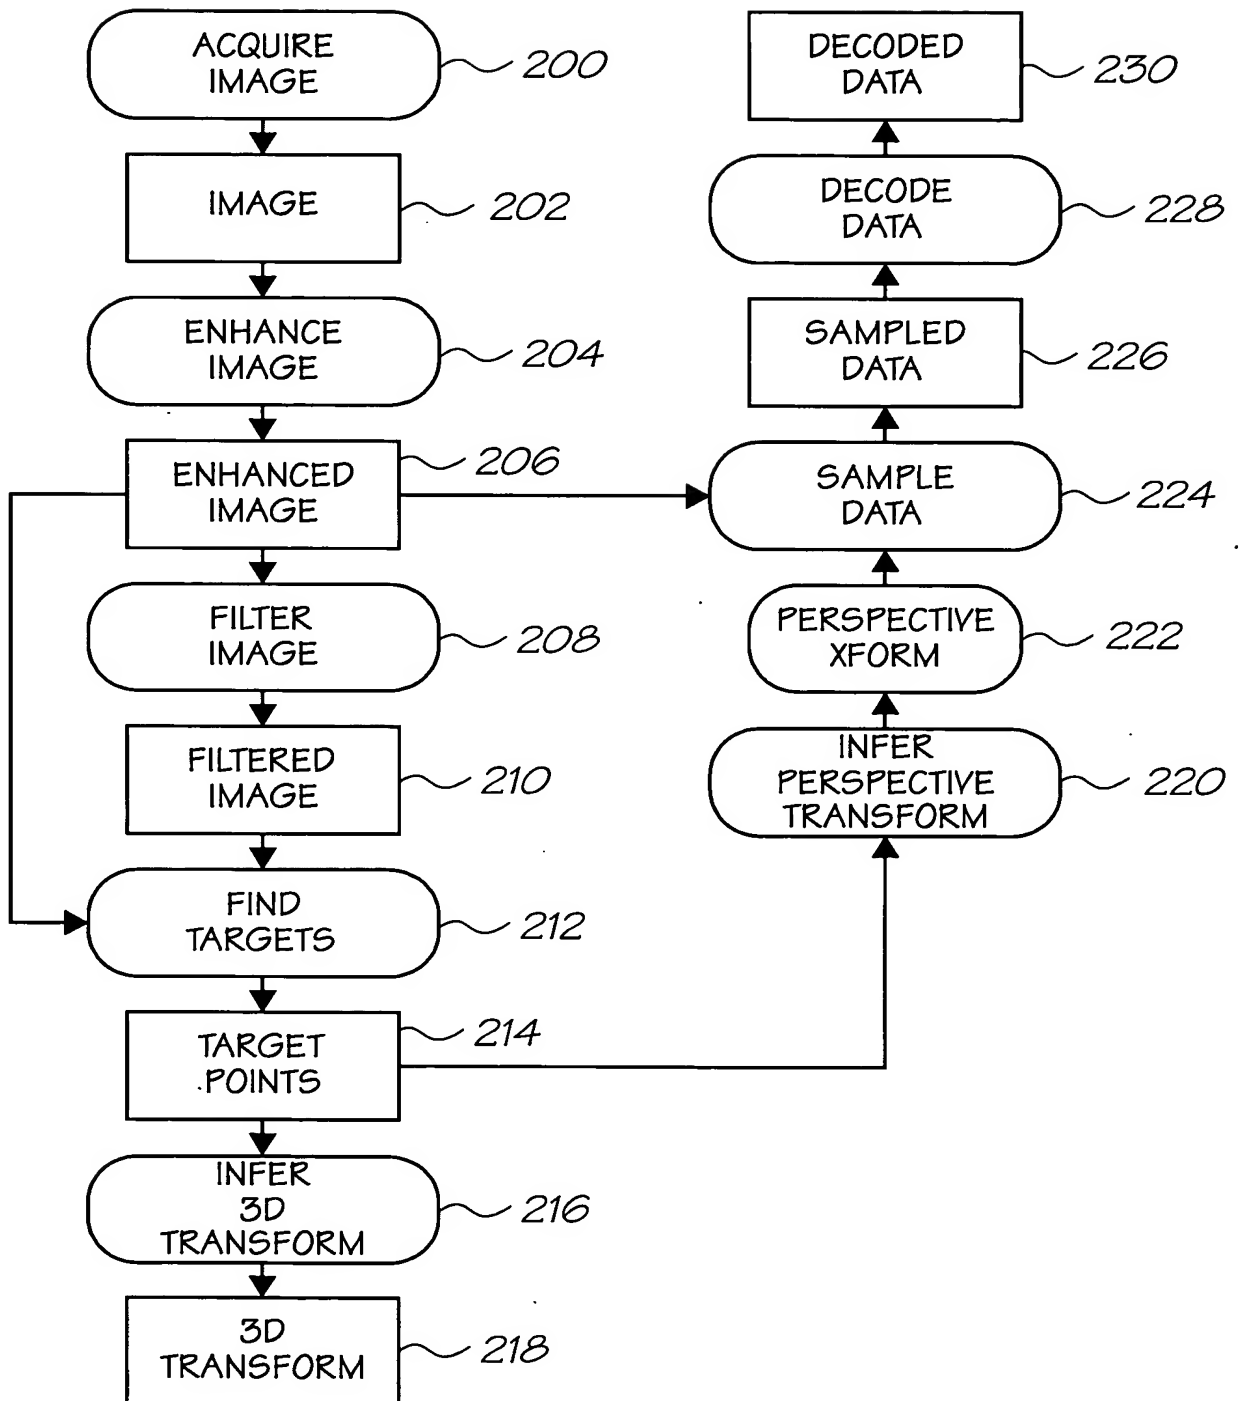 ACQUIRE
IMAGE
200
IMAGE
202
ENHANCE
IMAGE
204
ENHANCED
IMAGE
206
FILTER
IMAGE
208
FILTERED
IMAGE
210
FIND
TARGETS
212
TARGET
POINTS
214
INFER
3D
TRANSFORM
216
3D
TRANSFORM
218
DECODED
DATA
230
DECODE
DATA
228
SAMPLED
DATA
226
SAMPLE
DATA
224
PERSPECTIVE
XFORM
222
INFER
PERSPECTIVE
TRANSFORM
220